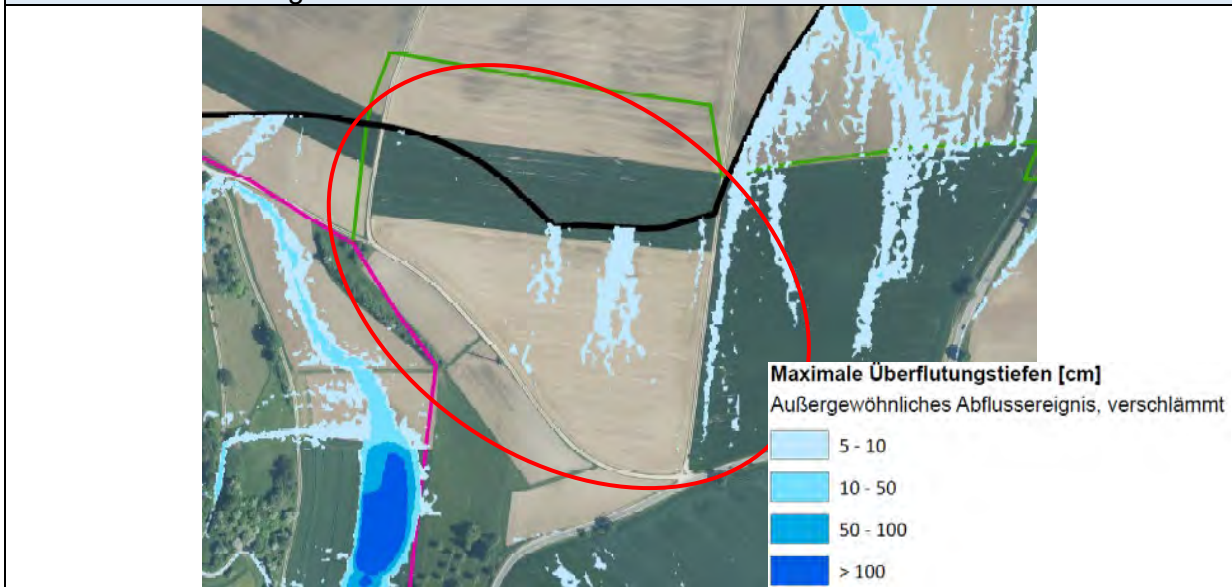 Maximale Überflutungstiefen [cm]
Außergewöhnliches Abflussereignis, verschlämmt
5 - 10
10 - 50
50 - 100
> 100